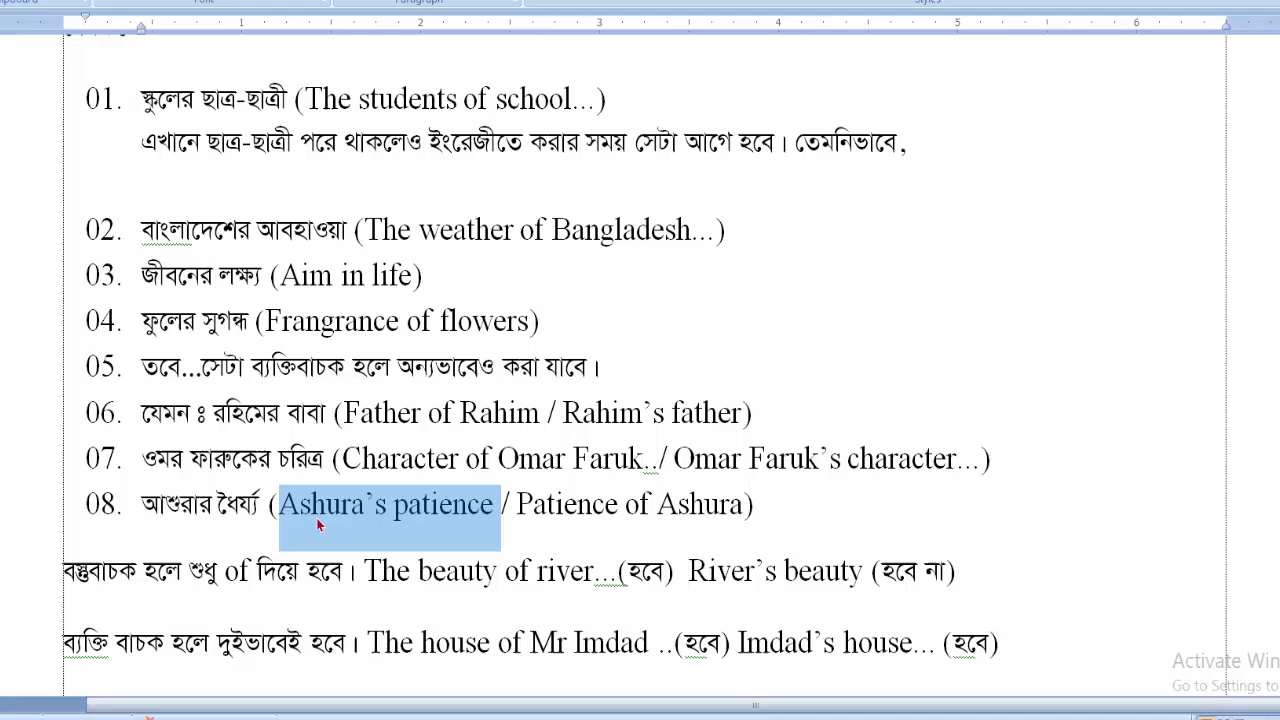 01. স্কুলের ছাত্র-ছাত্রী (The students of school...)
এখানে ছাত্র-ছাত্রী পরে থাকলেও ইংরেজীতে করার সময় সেটা আগে হবে। তেমনিভাবে,
02. বাংলাদেশের আবহাওয়া (The weather of Bangladesh...)
03. জীবনের লক্ষ্য (Aim in life)
04. ফুলের সুগন্ধ (Frangrance of flowers)
05. তবে...সেটা ব্যক্তিবাচক হলে অন্যভাবেও করা যাবে।
06. যেমন ঃ রহিমের বাবা (Father of Rahim / Rahim's father)
07. ওমর ফারুকের চরিত্র (Character of Omar Faruk../ Omar Faruk's character...)
08. আশুরার ধৈর্য্য (Ashura's patience / Patience of Ashura)
বস্তুবাচক হলে শুধু of দিয়ে হবে। The beauty of river...(হবে) River's beauty (হবে না)
ব্যক্তি বাচক হলে দুইভাবেই হবে। The house of Mr Imdad ..(হবে) Imdad's house... (হবে)
Activate Win
Go to Settings to